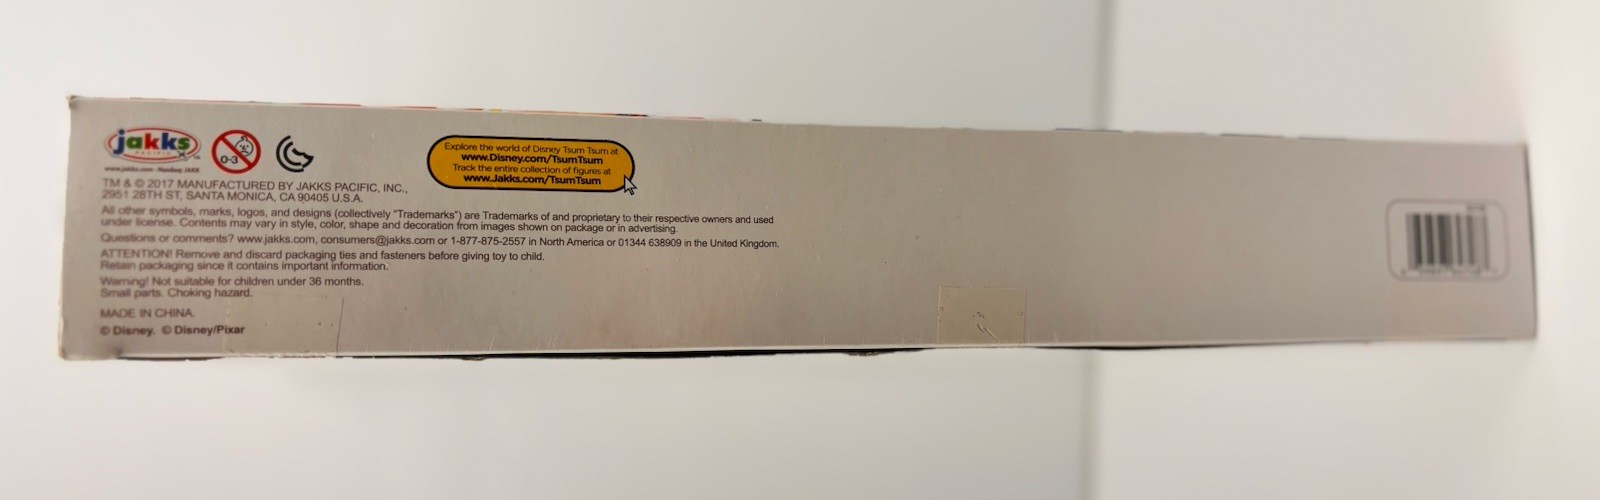 jakks
PACIFIC
TM
www.jakks.com
0-3
Explore the world of Disney Tsum Tsum at
www.Disney.com/TsumTsum
Track the entire collection of figures at
www.Jakks.com/TsumTsum
TM & © 2017 MANUFACTURED BY JAKKS PACIFIC, INC.,
2951 28TH ST, SANTA MONICA, CA 90405 U.S.A.
All other symbols, marks, logos, and designs (collectively "Trademarks") are Trademarks of and proprietary to their respective owners and used
under license. Contents may vary in style, color, shape and decoration from images shown on package or in advertising.
Questions or comments? www.jakks.com, consumers@jakks.com or 1-877-875-2557 in North America or 01344 638909 in the United Kingdom.
ATTENTION! Remove and discard packaging ties and fasteners before giving toy to child.
Retain packaging since it contains important information.
Warning! Not suitable for children under 36 months.
Small parts. Choking hazard.
MADE IN CHINA.
© Disney. © Disney/Pixar